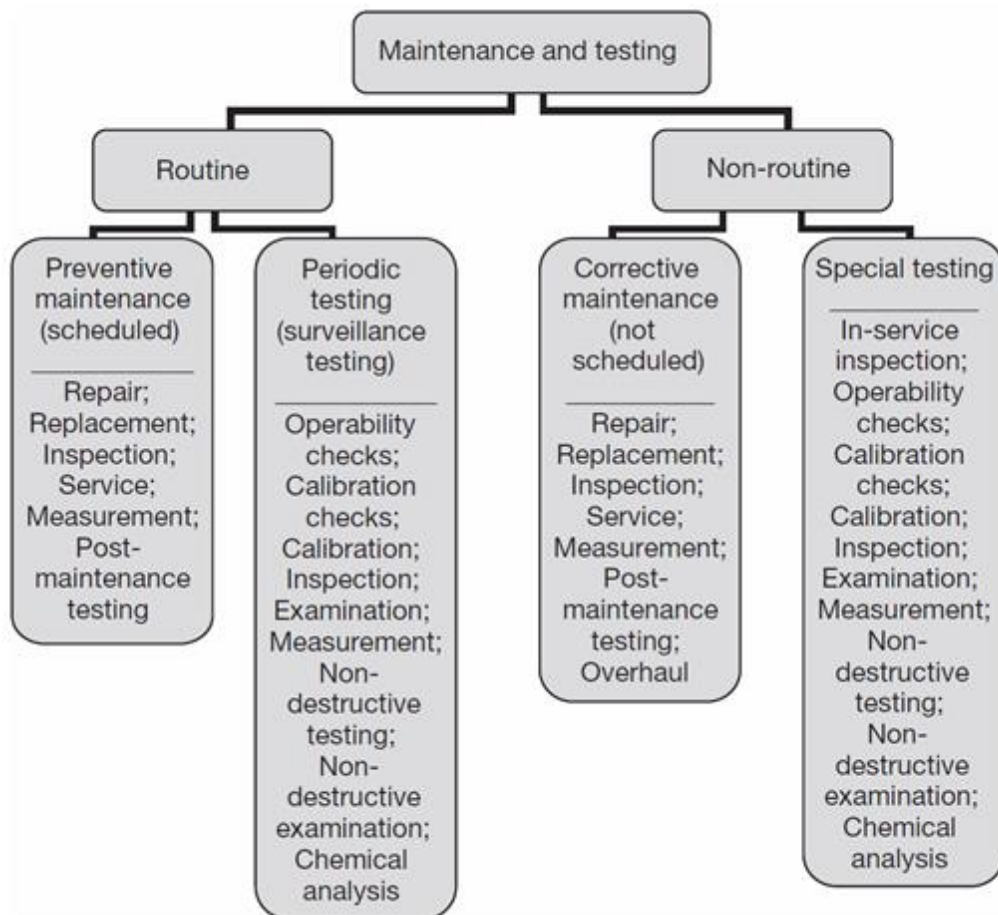 Maintenance and testing
Routine
Non-routine
Preventive
maintenance
(scheduled)
Repair;
Replacement;
Inspection;
Service;
Measurement;
Post-
maintenance
testing
Periodic
testing
(surveillance
testing)
Operability
checks;
Calibration
checks;
Calibration;
Inspection;
Examination;
Measurement;
Non-
destructive
testing;
Non-
destructive
examination;
Chemical
analysis
Corrective
maintenance
(not
scheduled)
Repair;
Replacement;
Inspection;
Service;
Measurement;
Post-
maintenance
testing;
Overhaul
Special testing
In-service
inspection;
Operability
checks;
Calibration
checks;
Calibration;
Inspection;
Examination;
Measurement;
Non-
destructive
testing;
Non-
destructive
examination;
Chemical
analysis